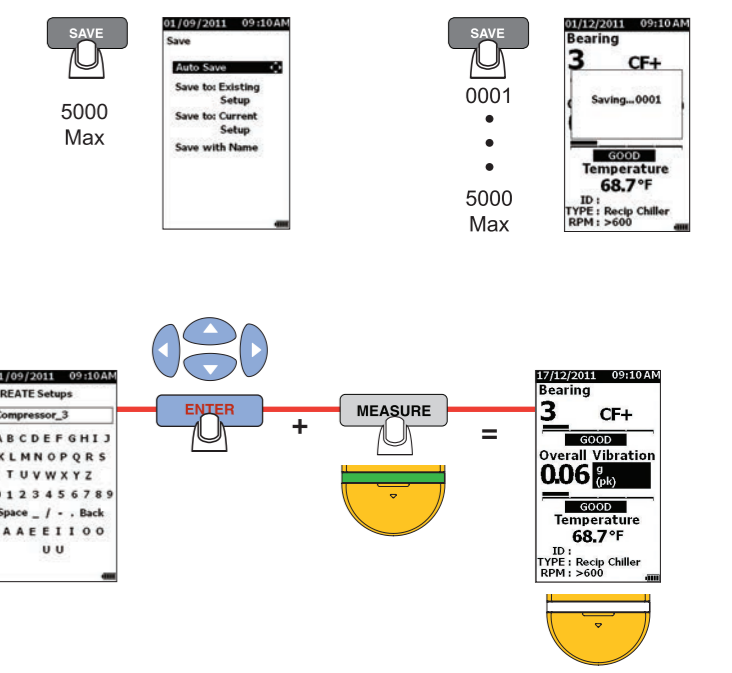 SAVE
5000
Max
01/09/2011 09:10AM
Save
Auto Save
Save to: Existing
Setup
Save to: Current
Setup
Save with Name
SAVE
0001
•
•
•
5000
Max
01/12/2011 09:10AM
Bearing
3 CF+
Saving...0001
GOOD
Temperature
68.7°F
ID :
TYPE : Recip Chiller
RPM : >600
1/09/2011 09:10AM
REATE Setups
Compressor_3
A B C D E F G H I J
K L M N O P Q R S
T U V W X Y Z
0 1 2 3 4 5 6 7 8 9
Space _ / - . Back
A A E E I I O O
U U
ENTER
+
MEASURE
=
17/12/2011 09:10AM
Bearing
3 CF+
GOOD
Overall Vibration
0.06 g
(pk)
GOOD
Temperature
68.7°F
ID :
TYPE : Recip Chiller
RPM : >600